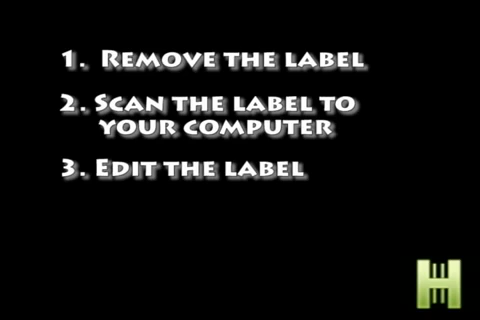 1. Remove the label
2. Scan the label to
your computer
3. Edit the label